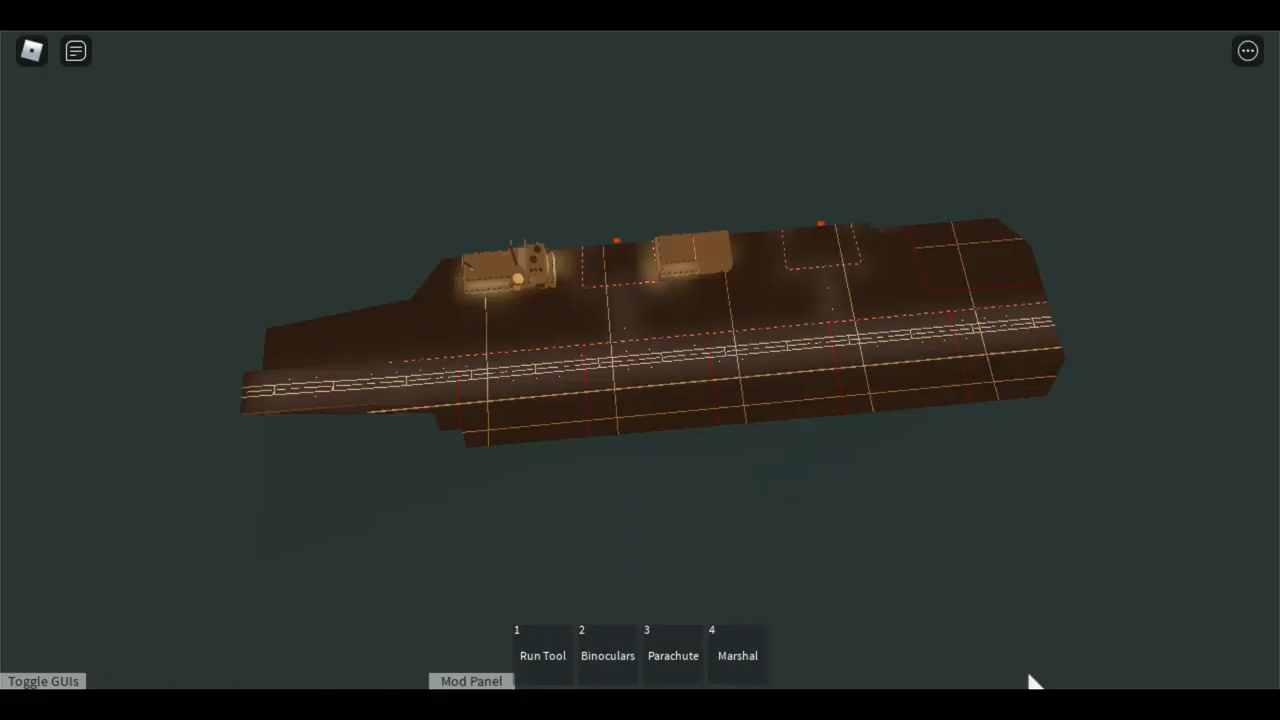 1
2
3
4
Run Tool
Binoculars
Parachute
Marshal
Toggle GUIs
Mod Panel